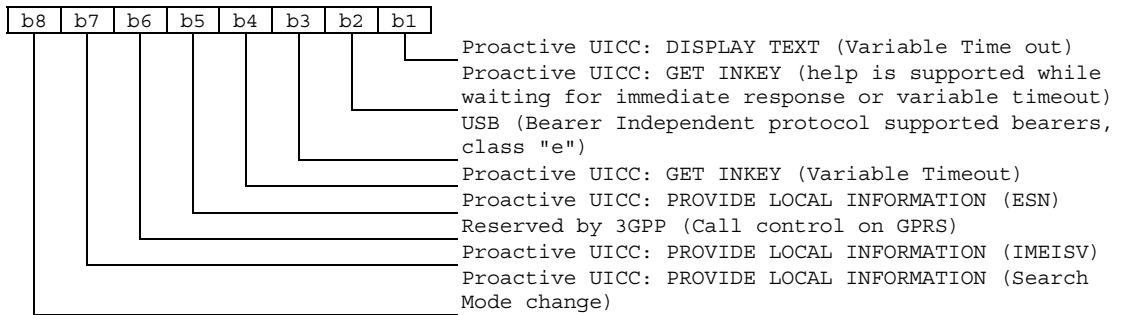 b8 b7 b6 b5 b4 b3 b2 b1
Proactive UICC: DISPLAY TEXT (Variable Time out)
Proactive UICC: GET INKEY (help is supported while
waiting for immediate response or variable timeout)
USB (Bearer Independent protocol supported bearers,
class "e")
Proactive UICC: GET INKEY (Variable Timeout)
Proactive UICC: PROVIDE LOCAL INFORMATION (ESN)
Reserved by 3GPP (Call control on GPRS)
Proactive UICC: PROVIDE LOCAL INFORMATION (IMEISV)
Proactive UICC: PROVIDE LOCAL INFORMATION (Search
Mode change)